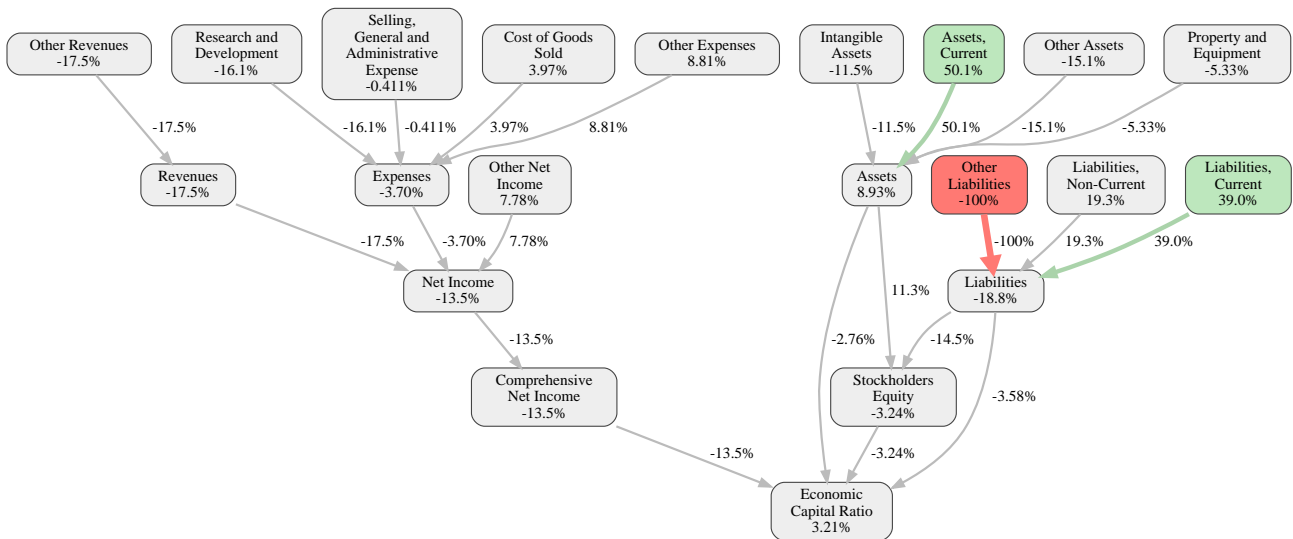 Other Revenues
-17.5%
Research and
Development
-16.1%
Selling,
General and
Administrative
Expense
-0.411%
Cost of Goods
Sold
3.97%
Other Expenses
8.81%
Intangible
Assets
-11.5%
Assets,
Current
50.1%
Other Assets
-15.1%
Property and
Equipment
-5.33%
-17.5%
-16.1%
-0.411%
3.97%
8.81%
-11.5%
50.1%
-15.1%
-5.33%
Revenues
-17.5%
Expenses
-3.70%
Other Net
Income
7.78%
Assets
8.93%
Other
Liabilities
-100%
Liabilities,
Non-Current
19.3%
Liabilities,
Current
39.0%
-17.5%
-3.70%
7.78%
-100%
19.3%
39.0%
Net Income
-13.5%
11.3%
Liabilities
-18.8%
-13.5%
-2.76%
-14.5%
Comprehensive
Net Income
-13.5%
Stockholders
Equity
-3.24%
-3.58%
-13.5%
-3.24%
Economic
Capital Ratio
3.21%